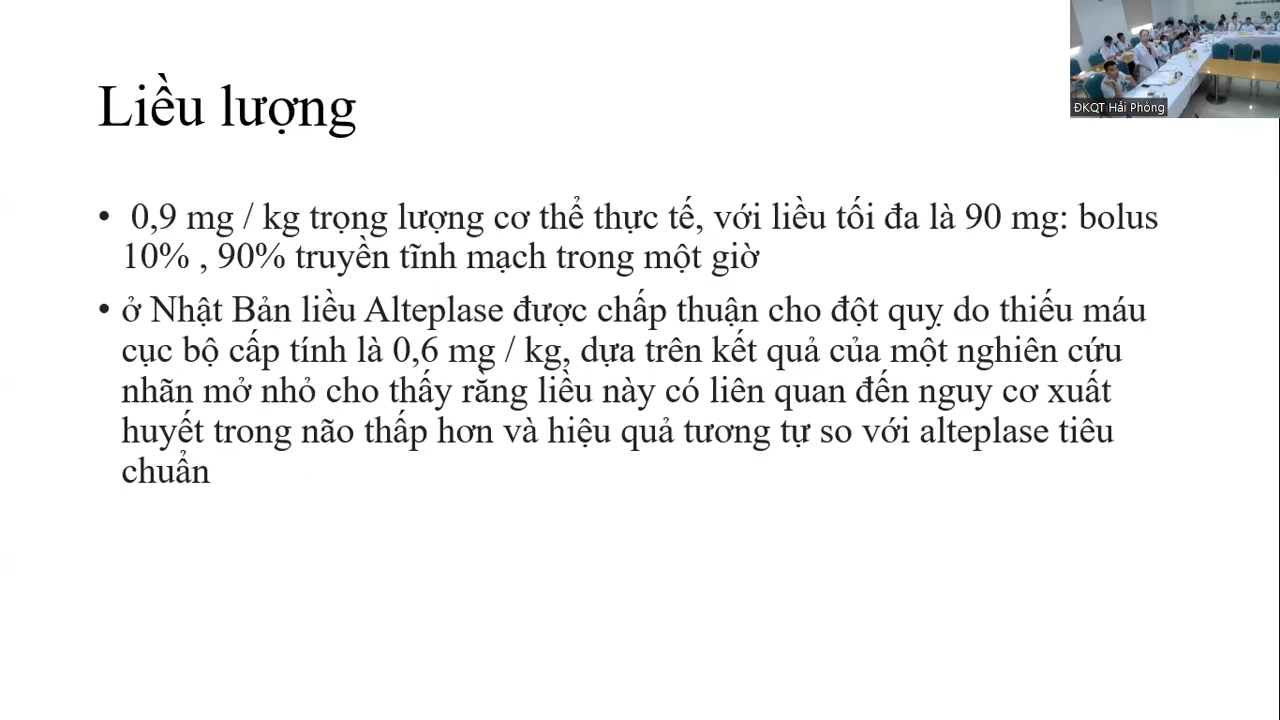 Liều lượng
• 0,9 mg / kg trọng lượng cơ thể thực tế, với liều tối đa là 90 mg: bolus
10% , 90% truyền tĩnh mạch trong một giờ
• ở Nhật Bản liều Alteplase được chấp thuận cho đột quỵ do thiếu máu
cục bộ cấp tính là 0,6 mg / kg, dựa trên kết quả của một nghiên cứu
nhãn mở nhỏ cho thấy rằng liều này có liên quan đến nguy cơ xuất
huyết trong não thấp hơn và hiệu quả tương tự so với alteplase tiêu
chuẩn
ĐKQT Hải Phòng